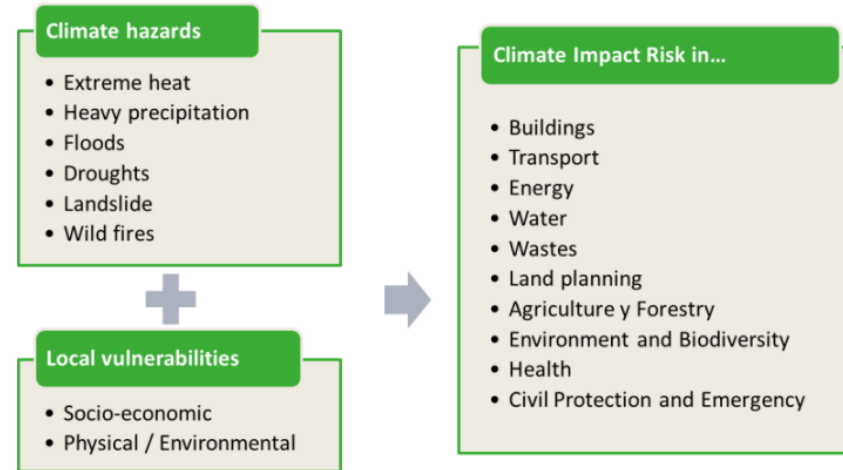 Climate hazards
• Extreme heat
• Heavy precipitation
• Floods
• Droughts
• Landslide
• Wild fires
Local vulnerabilities
• Socio-economic
• Physical / Environmental
Climate Impact Risk in...
• Buildings
• Transport
• Energy
• Water
• Wastes
• Land planning
• Agriculture y Forestry
• Environment and Biodiversity
• Health
• Civil Protection and Emergency